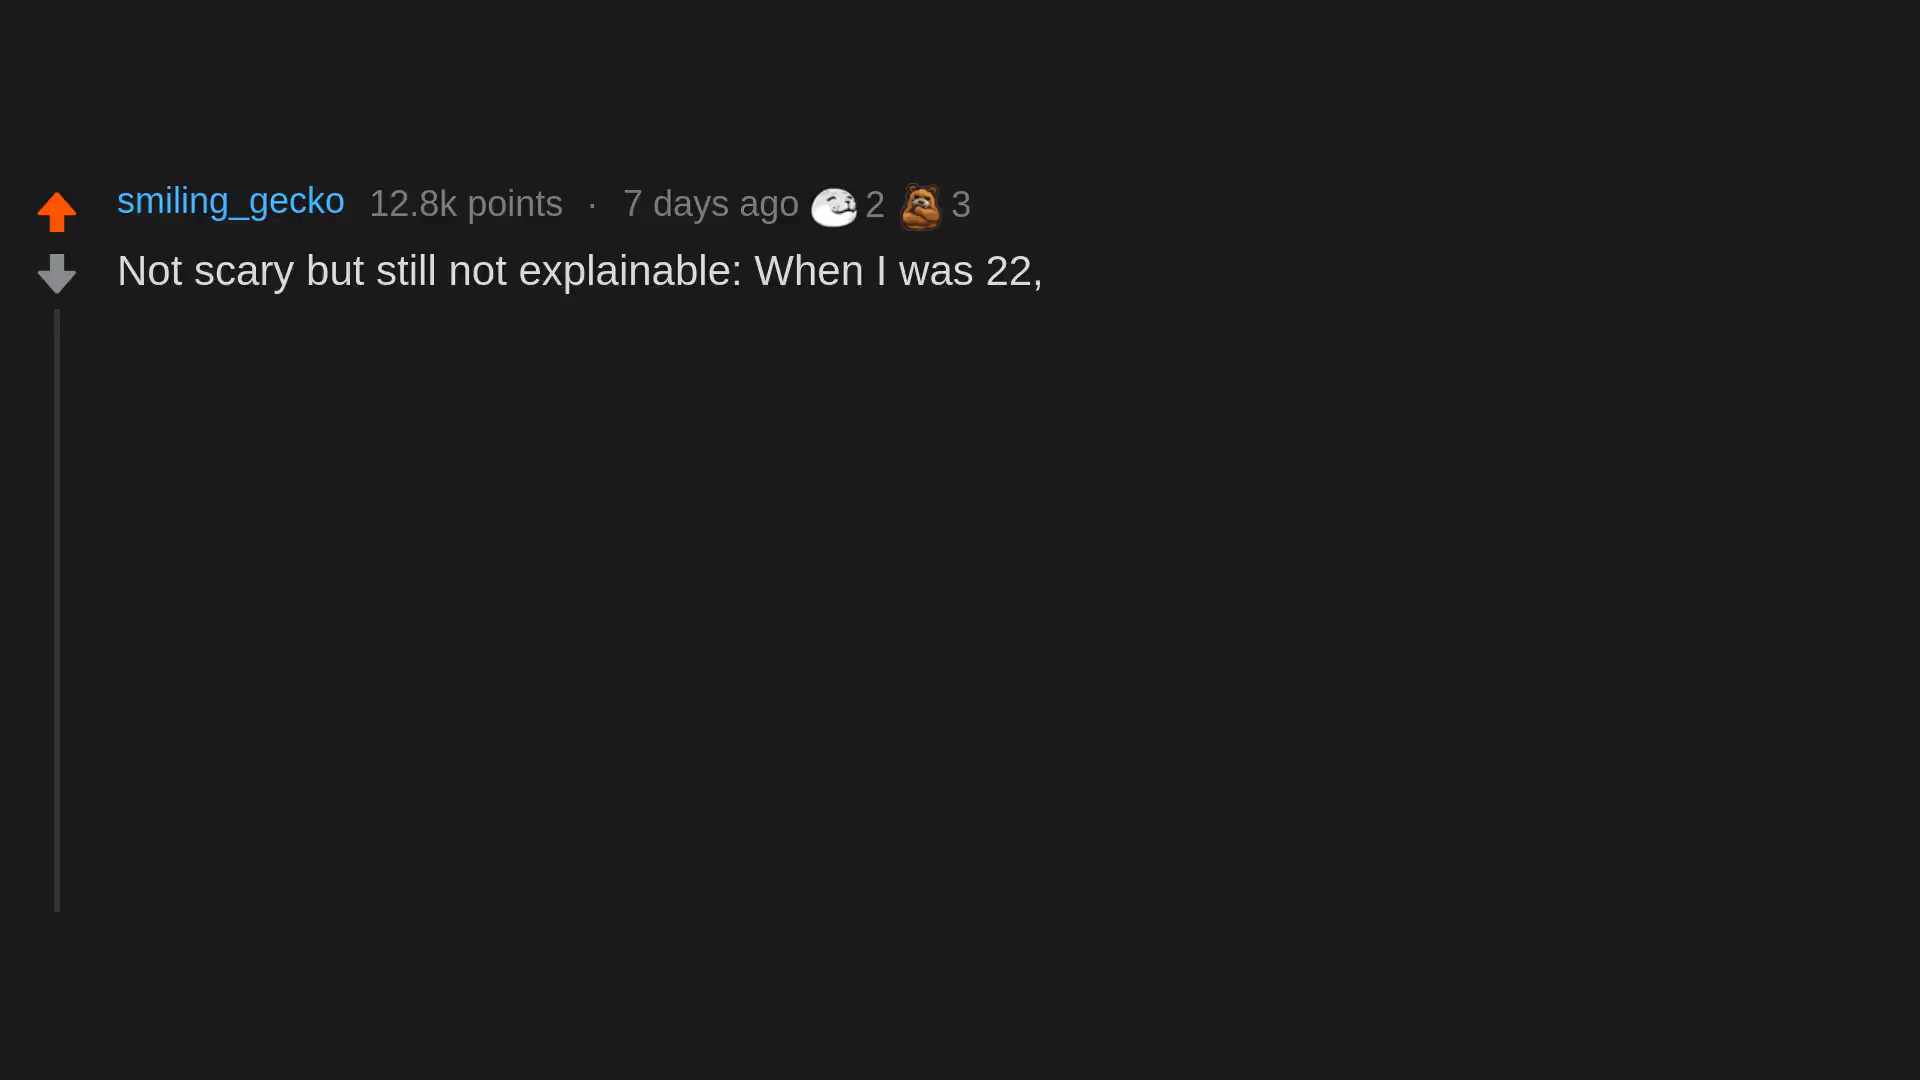 smiling_gecko 12.8k points · 7 days ago 2 3
Not scary but still not explainable: When I was 22,